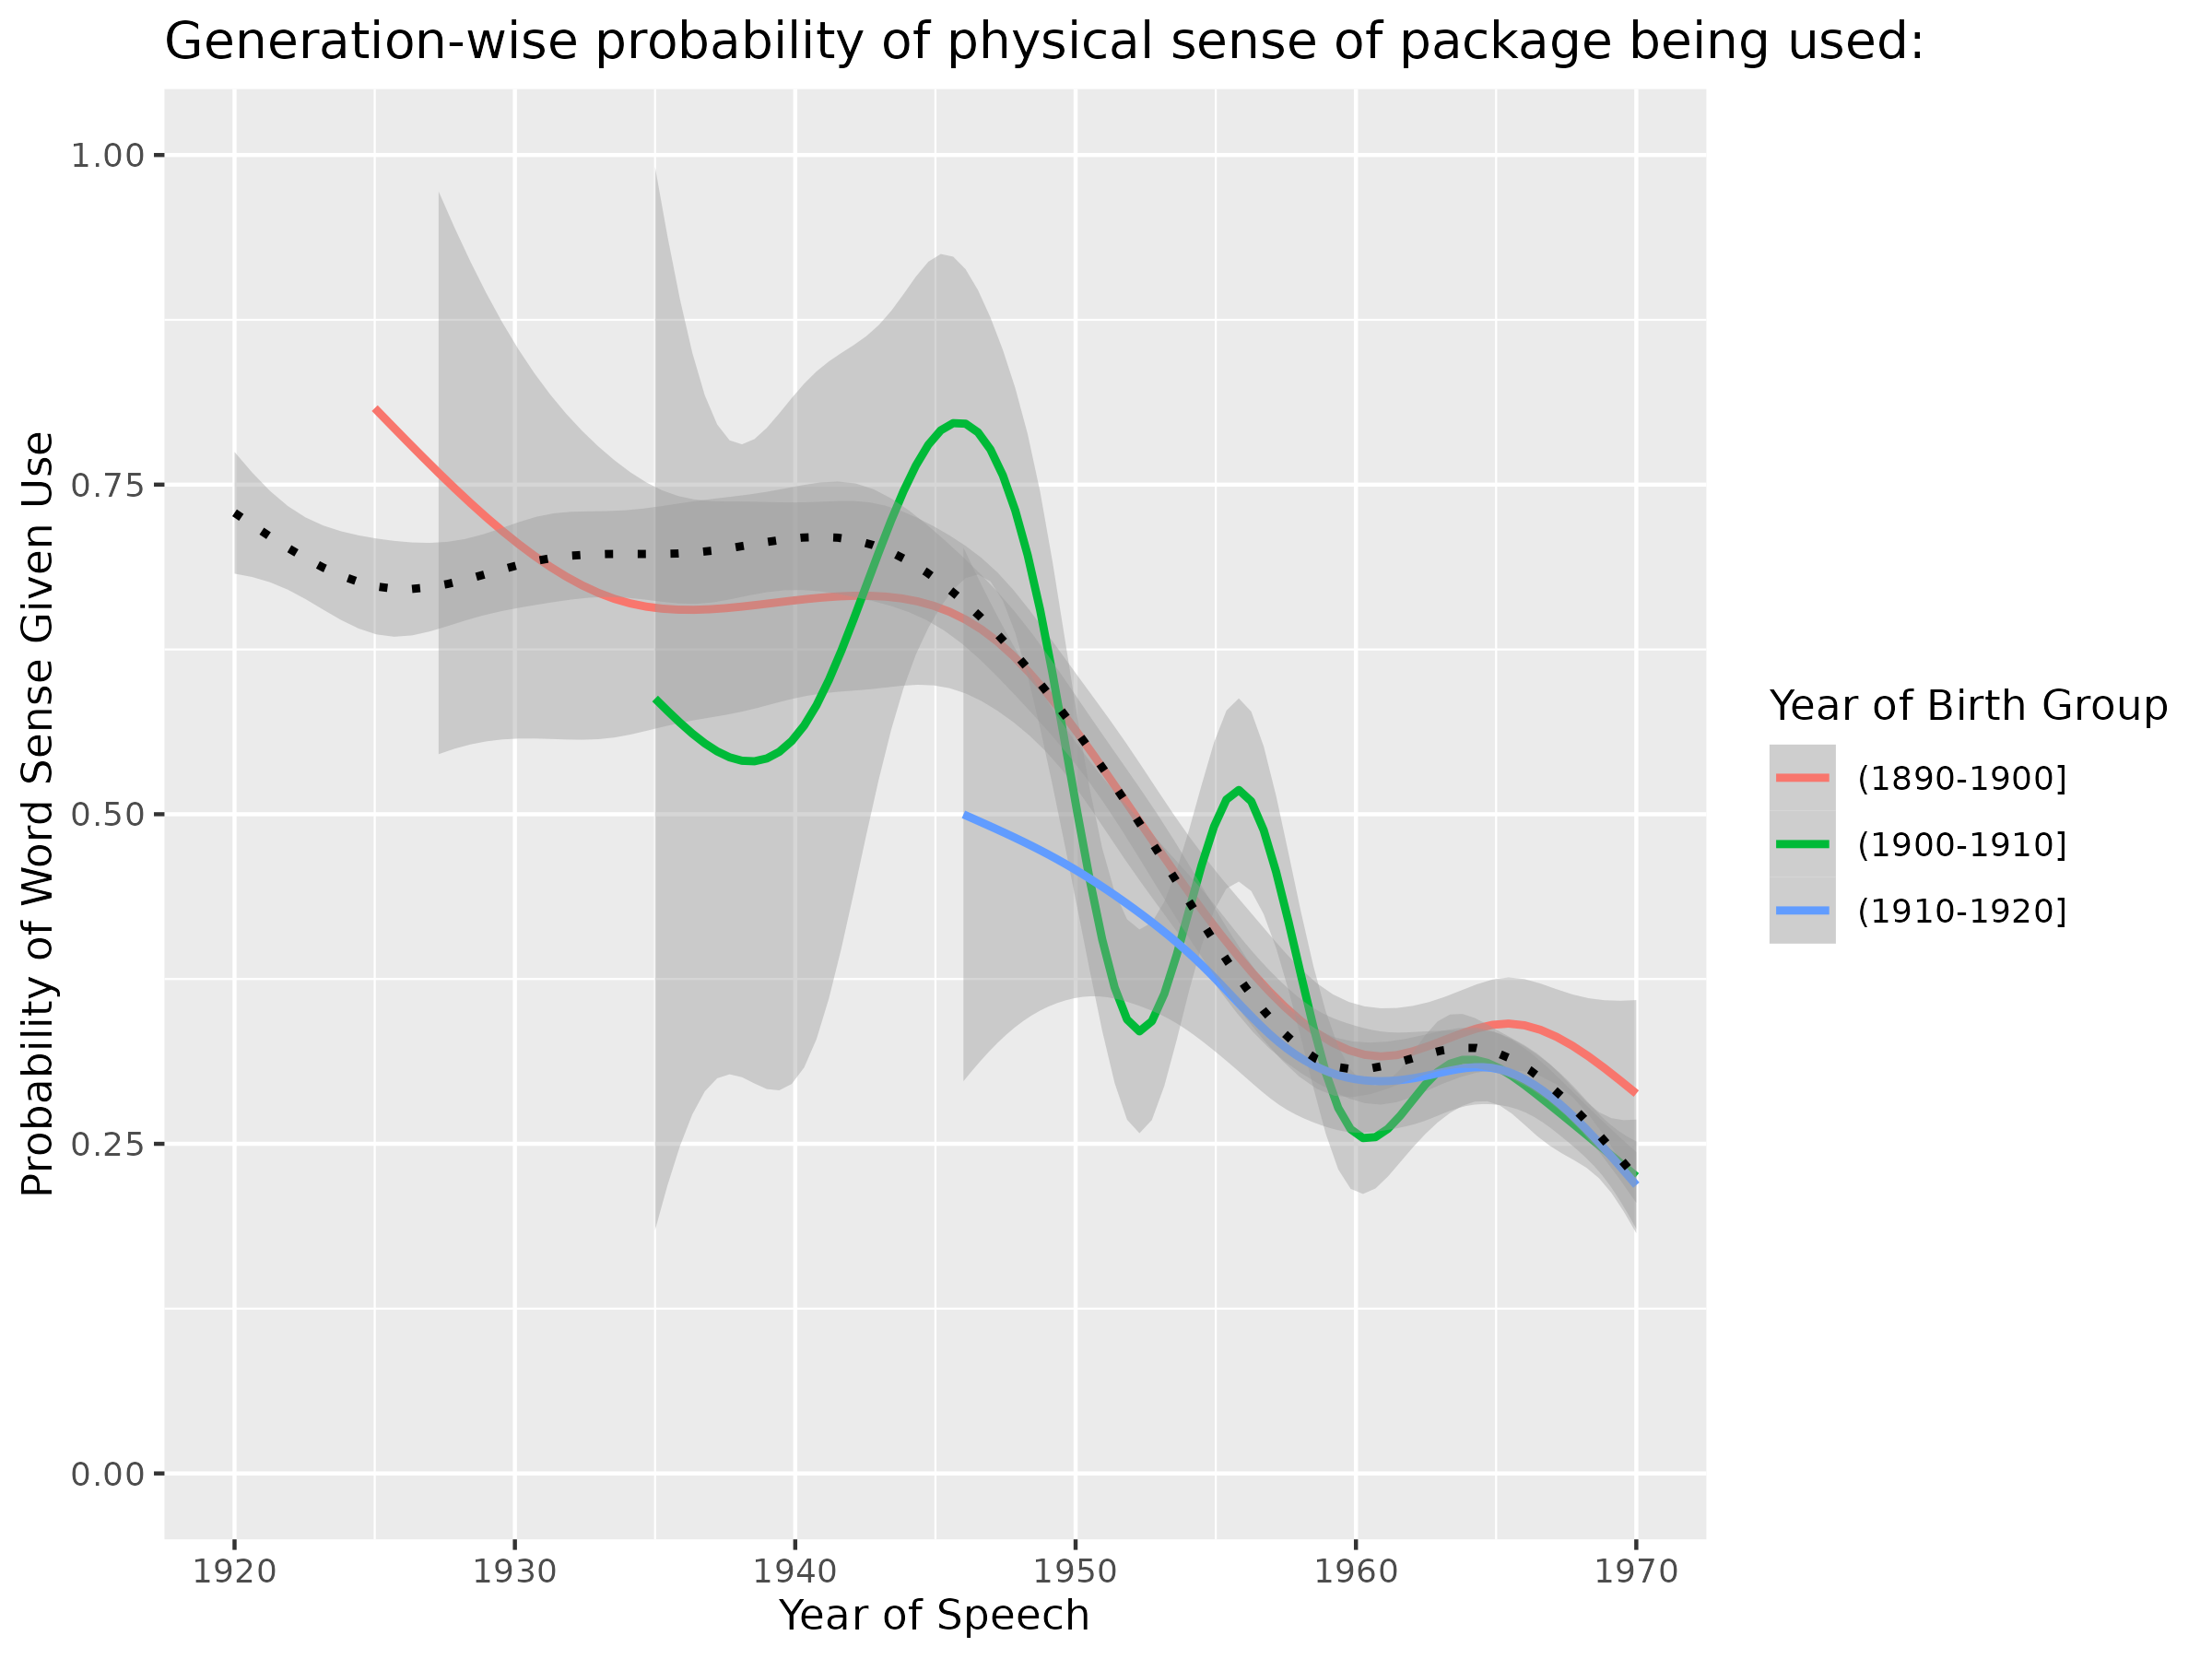 Generation-wise probability of physical sense of package being used:
Probability of Word Sense Given Use
1.00
0.75
0.50
0.25
0.00
1920 1930 1940 1950 1960 1970
Year of Speech
Year of Birth Group
(1890-1900]
(1900-1910]
(1910-1920]